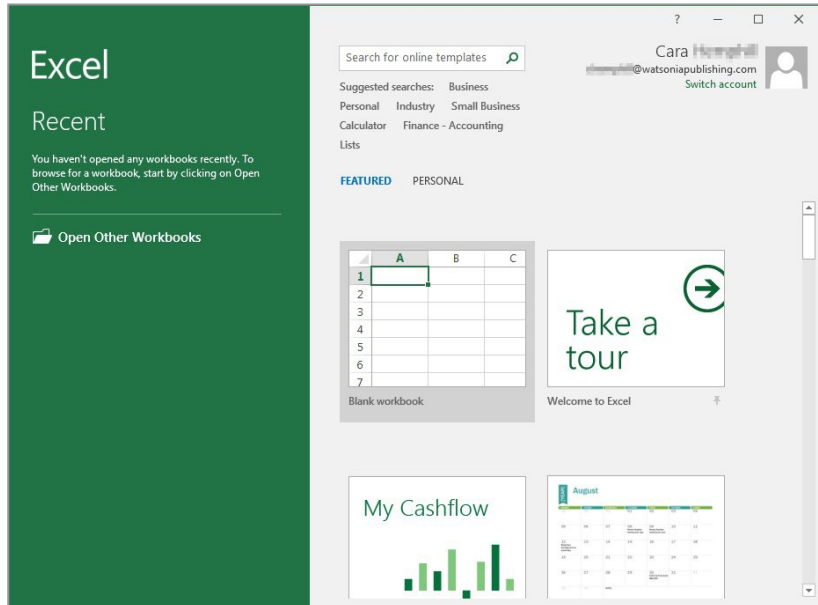 Excel
Recent
You haven't opened any workbooks recently. To
browse for a workbook, start by clicking on Open
Other Workbooks.
Open Other Workbooks
?
Search for online templates
Cara
@watsoniapublishing.com
Switch account
Suggested searches: Business
Personal Industry Small Business
Calculator Finance - Accounting
Lists
FEATURED PERSONAL
A B C
1
2
3
4
5
6
7
Blank workbook
Take a
tour
Welcome to Excel
My Cashflow
August